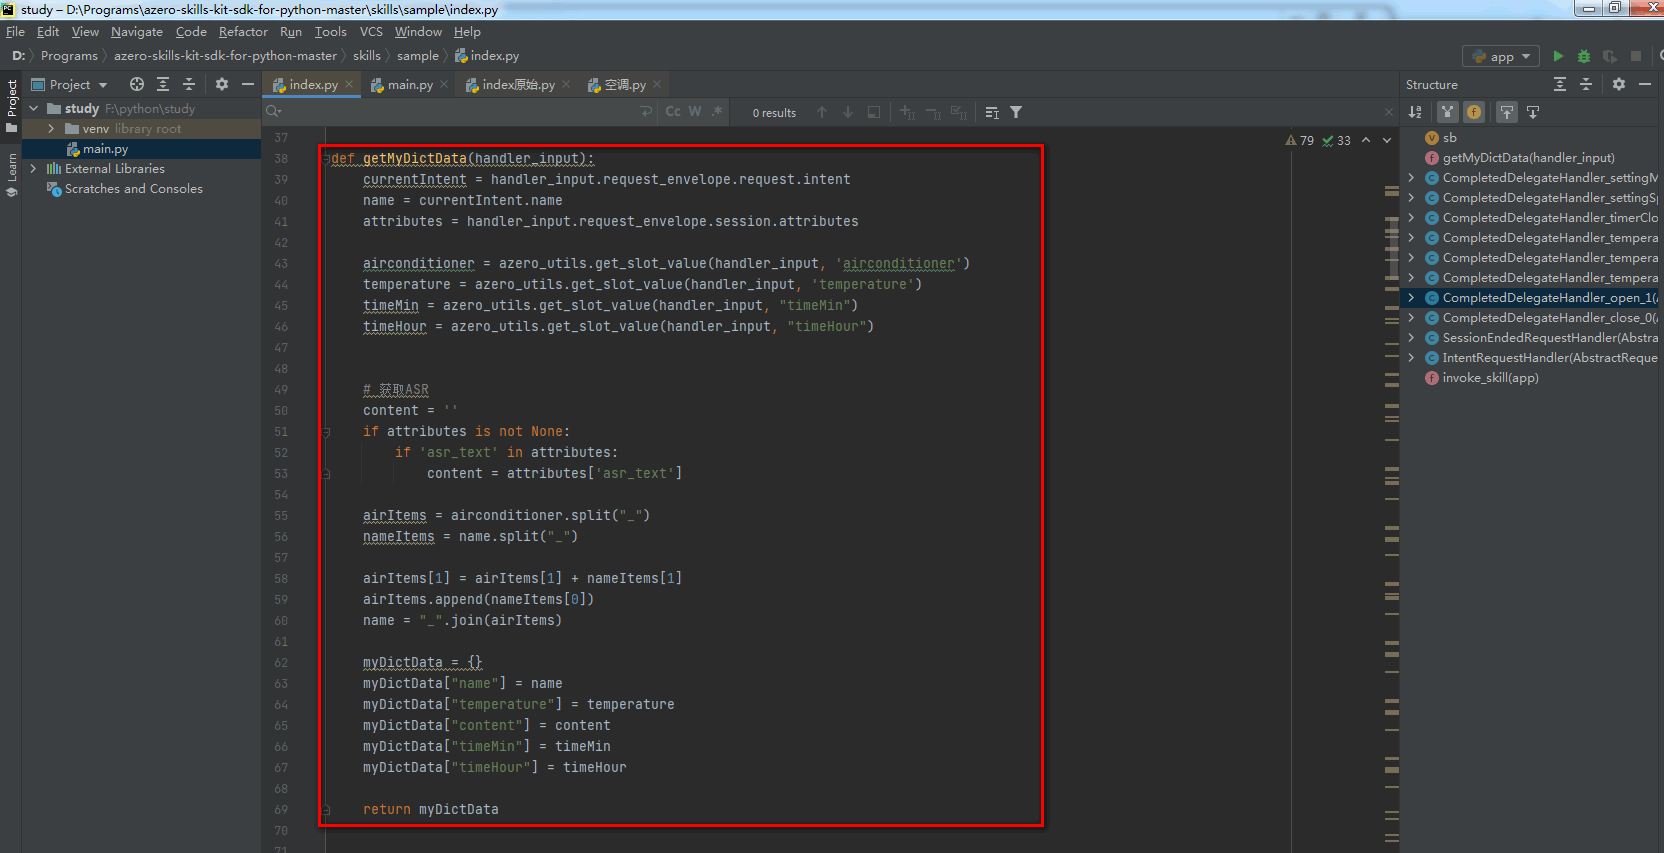 study – D:\Programs\azero-skills-kit-sdk-for-python-master\skills\sample\index.py
File Edit View Navigate Code Refactor Run Tools VCS Window Help
D: Programs azero-skills-kit-sdk-for-python-master skills sample index.py app
Project index.py main.py index原始.py 空调.py Structure
Project
Learn
study F:\python\study
venv library root
main.py
External Libraries
Scratches and Consoles
Cc W .* 0 results
79 33
37
38 def getMyDictData(handler_input):
39 currentIntent = handler_input.request_envelope.request.intent
40 name = currentIntent.name
41 attributes = handler_input.request_envelope.session.attributes
42
43 airconditioner = azero_utils.get_slot_value(handler_input, 'airconditioner')
44 temperature = azero_utils.get_slot_value(handler_input, 'temperature')
45 timeMin = azero_utils.get_slot_value(handler_input, "timeMin")
46 timeHour = azero_utils.get_slot_value(handler_input, "timeHour")
47
48
49 # 获取ASR
50 content = ''
51 if attributes is not None:
52 if 'asr_text' in attributes:
53 content = attributes['asr_text']
54
55 airItems = airconditioner.split("_")
56 nameItems = name.split("_")
57
58 airItems[1] = airItems[1] + nameItems[1]
59 airItems.append(nameItems[0])
60 name = "_".join(airItems)
61
62 myDictData = {}
63 myDictData["name"] = name
64 myDictData["temperature"] = temperature
65 myDictData["content"] = content
66 myDictData["timeMin"] = timeMin
67 myDictData["timeHour"] = timeHour
68
69 return myDictData
70
71
sb
getMyDictData(handler_input)
CompletedDelegateHandler_settingM
CompletedDelegateHandler_settingSp
CompletedDelegateHandler_timerClo
CompletedDelegateHandler_tempera
CompletedDelegateHandler_tempera
CompletedDelegateHandler_tempera
CompletedDelegateHandler_open_1(A
CompletedDelegateHandler_close_0(A
SessionEndedRequestHandler(Abstra
IntentRequestHandler(AbstractReque
invoke_skill(app)